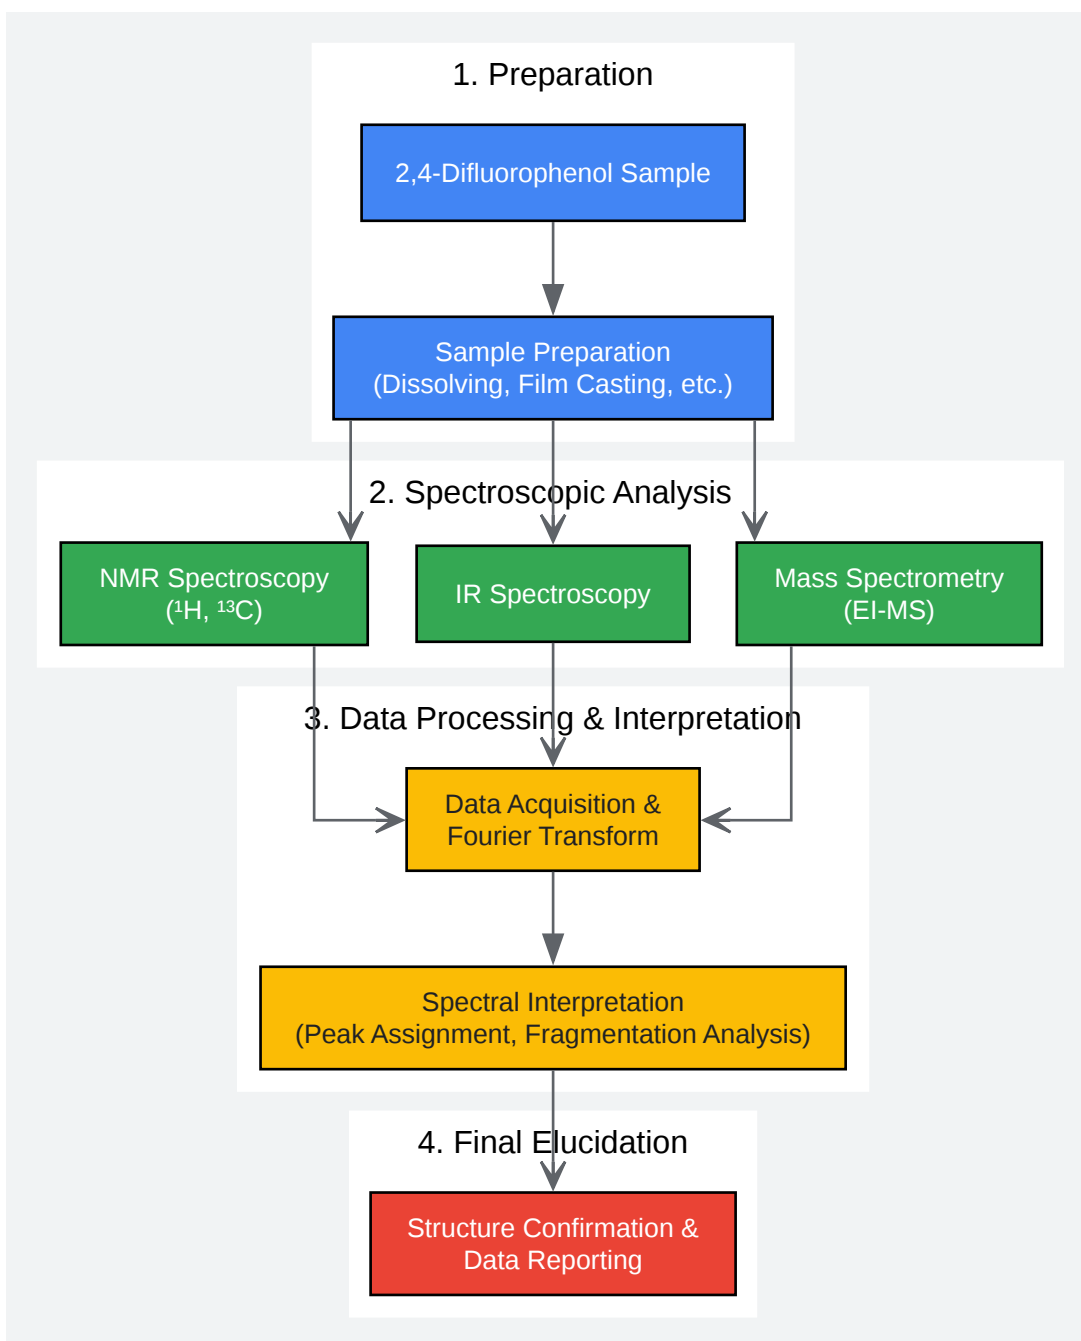 1. Preparation
2,4-Difluorophenol Sample
Sample Preparation
(Dissolving, Film Casting, etc.)
2. Spectroscopic Analysis
NMR Spectroscopy
(¹H, ¹³C)
IR Spectroscopy
Mass Spectrometry
(EI-MS)
3. Data Processing & Interpretation
Data Acquisition &
Fourier Transform
Spectral Interpretation
(Peak Assignment, Fragmentation Analysis)
4. Final Elucidation
Structure Confirmation &
Data Reporting